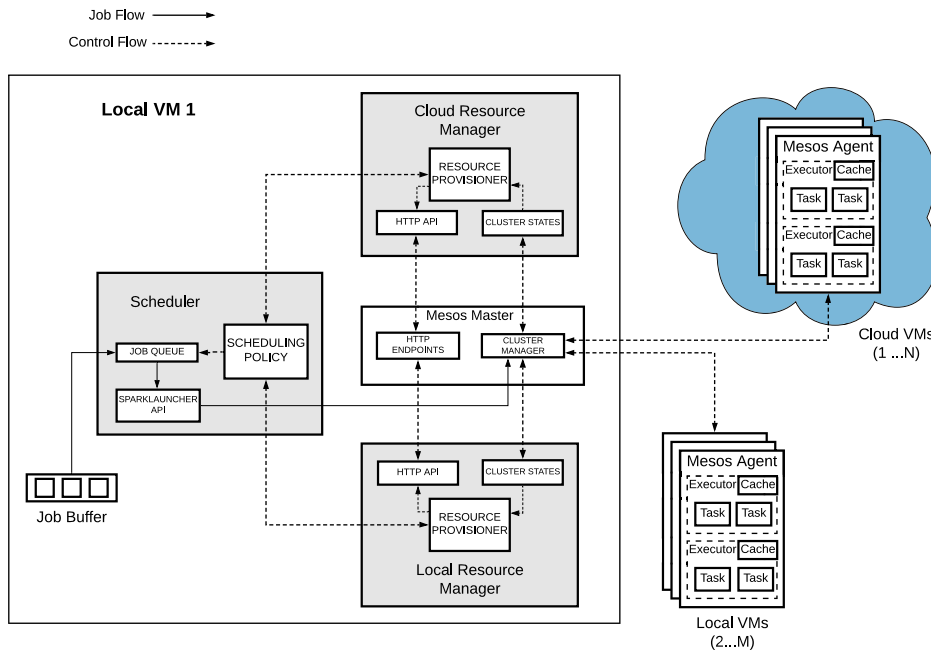 Job Flow
Control Flow
Local VM 1
Cloud Resource
Manager
RESOURCE
PROVISIONER
HTTP API
CLUSTER STATES
Scheduler
JOB QUEUE
SCHEDULING
POLICY
SPARKLAUNCHER
API
Mesos Master
HTTP
ENDPOINTS
CLUSTER
MANAGER
HTTP API
CLUSTER STATES
RESOURCE
PROVISIONER
Local Resource
Manager
Job Buffer
Mesos Agent
Executor Cache
Task Task
Executor Cache
Task Task
Cloud VMs
(1 ...N)
Mesos Agent
Executor Cache
Task Task
Executor Cache
Task Task
Local VMs
(2...M)